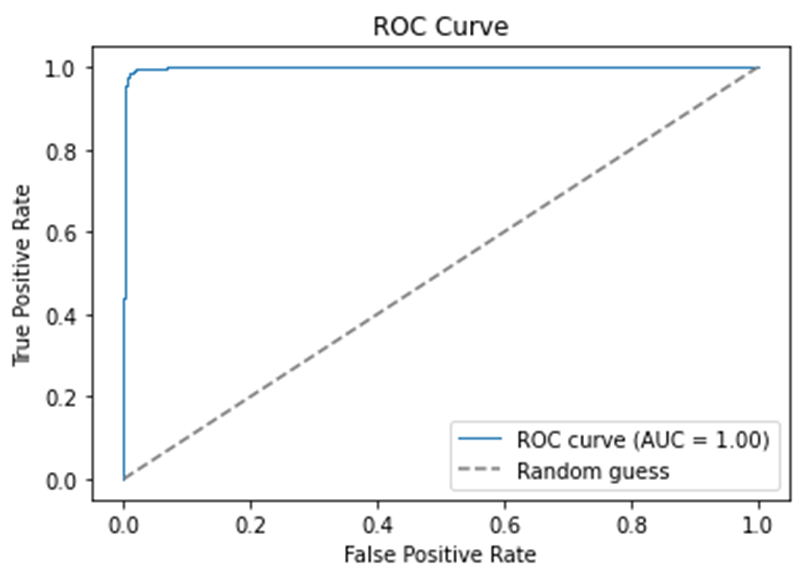 ROC Curve
1.0
0.8
0.6
0.4
0.2
0.0
True Positive Rate
ROC curve (AUC = 1.00)
Random guess
0.0 0.2 0.4 0.6 0.8 1.0
False Positive Rate